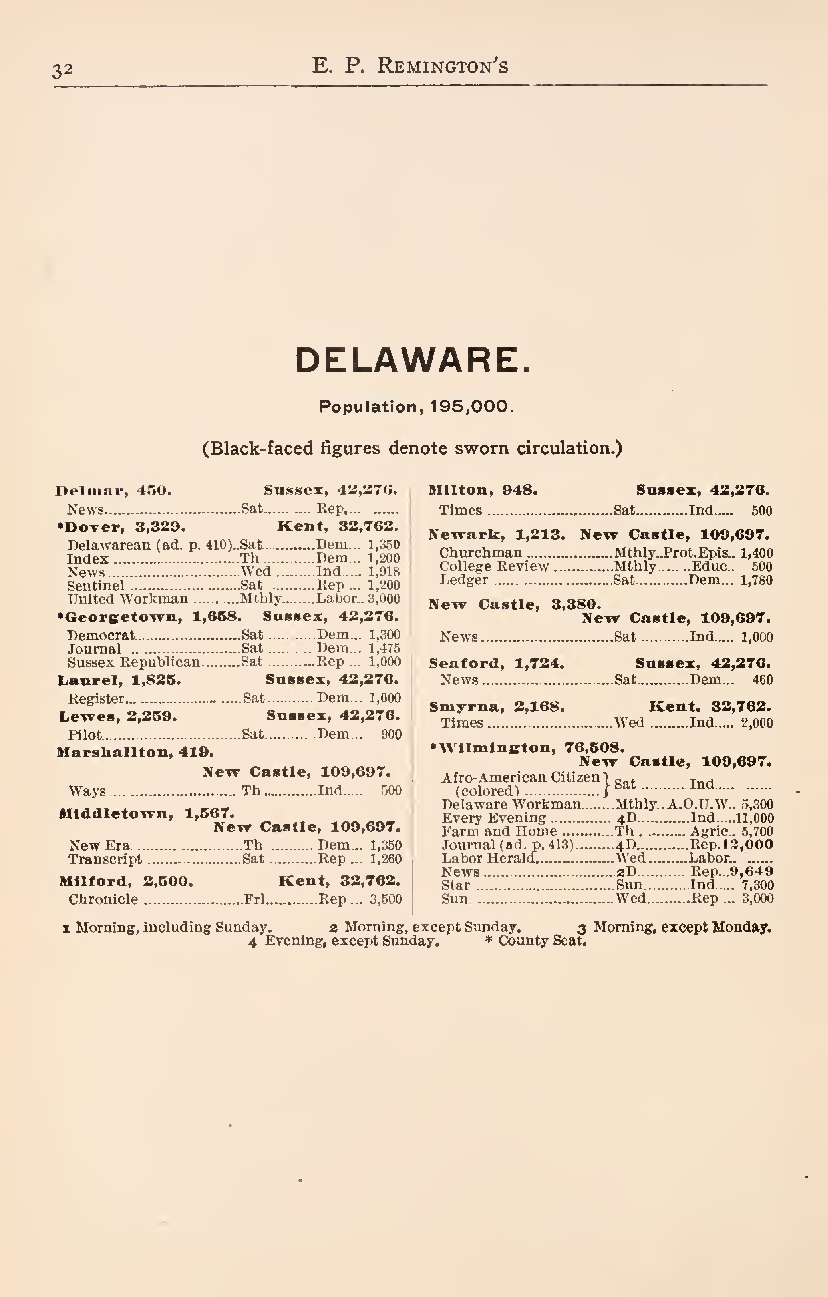 32
E. P. Remington's
DELAWARE.
Population, 195,000.
(Black-faced figures denote sworn circulation.)
Delmar, 450. Sussex, 42,276.
News Sat Rep.
*Dover, 3,329. Kent, 32,762.
Delawarean (ad. p. 410) Sat Dem 1,350
Index Th Dem 1,200
News Wed Ind 1,918
Sentinel Sat Rep 1,200
United Workman Mthly Labor 3,000
*Georgetown, 1,658. Sussex, 42,276.
Democrat Sat Dem 1,300
Journal Sat Dem 1,475
Sussex Republican Sat Rep 1,000
Laurel, 1,825. Sussex, 42,276.
Register Sat Dem 1,000
Lewes, 2,259. Sussex, 42,276.
Pilot Sat Dem 900
Marshallton, 419.
New Castle, 109,697.
Ways Th Ind 500
Middletown, 1,567.
New Castle, 109,697.
New Era Th Dem 1,350
Transcript Sat Rep 1,260
Milford, 2,500. Kent, 32,762.
Chronicle Fri Rep 3,500
Milton, 948. Sussex, 42,276.
Times Sat Ind 500
Newark, 1,213. New Castle, 109,697.
Churchman Mthly Prot. Epis 1,400
College Review Mthly Educ 500
Ledger Sat Dem 1,780
New Castle, 3,380.
New Castle, 109,697.
News Sat Ind 1,000
Seaford, 1,724. Sussex, 42,276.
News Sat Dem 460
Smyrna, 2,168. Kent. 32,762.
Times Wed Ind 2,000
*Wilmington, 76,508.
New Castle, 109,697.
Afro-American Citizen } Sat Ind
(colored)
Delaware Workman Mthly A.O.U.W. 5,300
Every Evening 4D Ind 11,000
Farm and Home Th Agric 5,700
Journal (ad. p. 413) 4D Rep. 12,000
Labor Herald Wed Labor
News 2D Rep 9,649
Star Sun Ind 7,300
Sun Wed Rep 3,000
1 Morning, including Sunday. 2 Morning, except Sunday. 3 Morning, except Monday.
4 Evening, except Sunday. * County Seat.